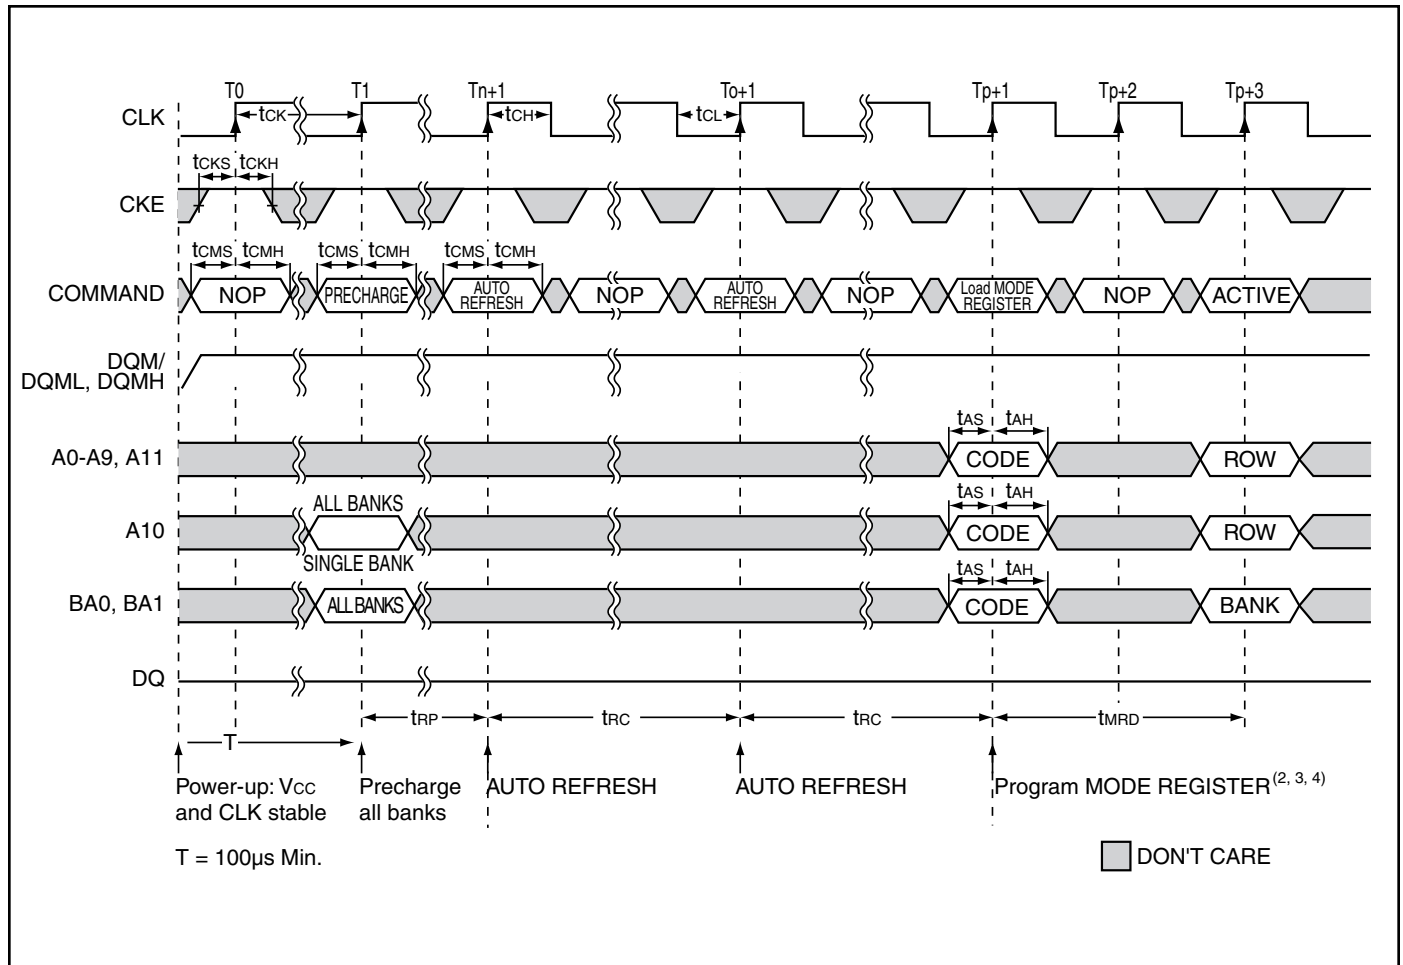 T0 T1 Tn+1 To+1 Tp+1 Tp+2 Tp+3
CLK tCK tCH tCL
tCKS tCKH
CKE
tCMS tCMH tCMS tCMH tCMS tCMH
COMMAND NOP PRECHARGE AUTO REFRESH NOP AUTO REFRESH NOP Load MODE REGISTER NOP ACTIVE
DQM/
DQML, DQMH
tAS tAH
A0-A9, A11 CODE ROW
ALL BANKS tAS tAH
A10 CODE ROW
SINGLE BANK tAS tAH
BA0, BA1 ALL BANKS CODE BANK
DQ
tRP tRC tRC tMRD
T
Power-up: VCC Precharge AUTO REFRESH AUTO REFRESH Program MODE REGISTER(2, 3, 4)
and CLK stable all banks
T = 100µs Min. DON'T CARE